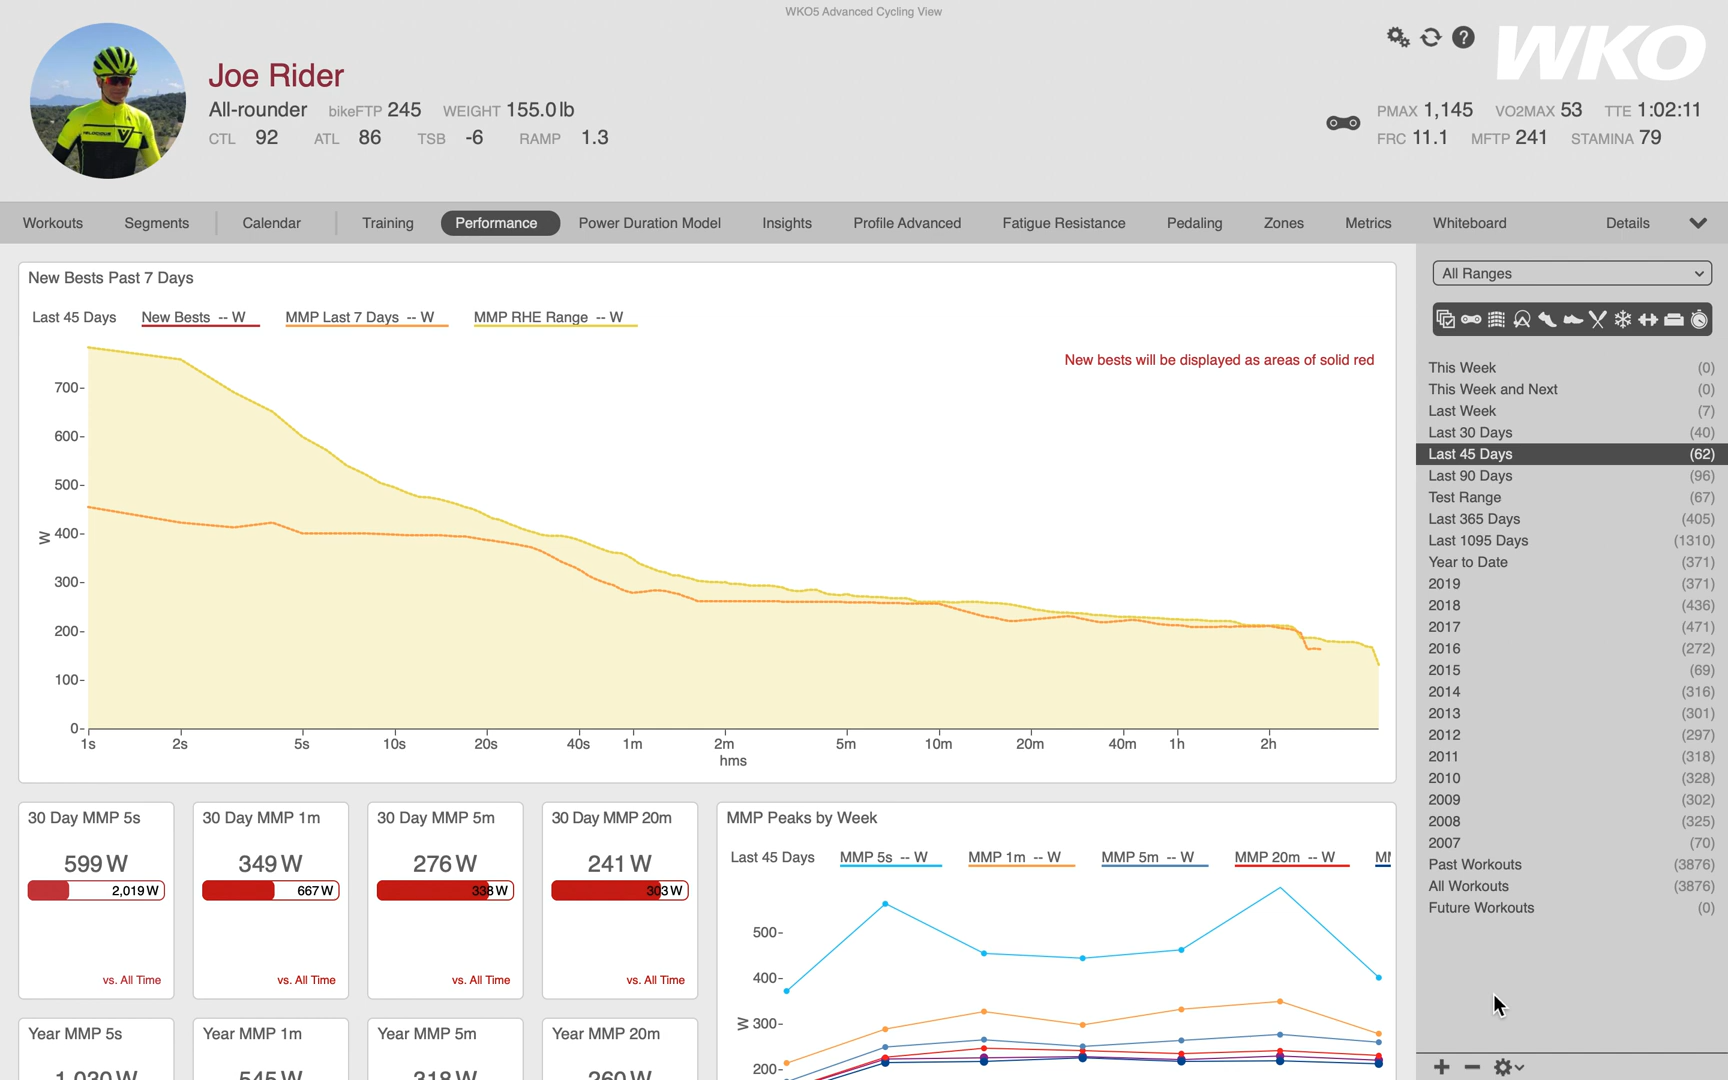 WKO5 Advanced Cycling View
Joe Rider
All-rounder bikeFTP 245 WEIGHT 155.0 lb
CTL 92 ATL 86 TSB -6 RAMP 1.3
WKO
PMAX 1,145 VO2MAX 53 TTE 1:02:11
FRC 11.1 MFTP 241 STAMINA 79
Workouts Segments Calendar Training Performance Power Duration Model Insights Profile Advanced Fatigue Resistance Pedaling Zones Metrics Whiteboard Details
New Bests Past 7 Days
Last 45 Days New Bests -- W MMP Last 7 Days -- W MMP RHE Range -- W
New bests will be displayed as areas of solid red
700-
600-
500-
400-
300-
200-
100-
0-
W
1s 2s 5s 10s 20s 40s 1m 2m 5m 10m 20m 40m 1h 2h
hms
30 Day MMP 5s
599 W
2,019 W
vs. All Time
30 Day MMP 1m
349 W
667 W
vs. All Time
30 Day MMP 5m
276 W
338 W
vs. All Time
30 Day MMP 20m
241 W
303 W
vs. All Time
MMP Peaks by Week
Last 45 Days MMP 5s -- W MMP 1m -- W MMP 5m -- W MMP 20m -- W
500-
400-
300-
200-
W
Year MMP 5s
1,030 W
Year MMP 1m
545 W
Year MMP 5m
318 W
Year MMP 20m
260 W
All Ranges
This Week (0)
This Week and Next (0)
Last Week (7)
Last 30 Days (40)
Last 45 Days (62)
Last 90 Days (96)
Test Range (67)
Last 365 Days (405)
Last 1095 Days (1310)
Year to Date (371)
2019 (371)
2018 (436)
2017 (471)
2016 (272)
2015 (69)
2014 (316)
2013 (301)
2012 (297)
2011 (318)
2010 (328)
2009 (302)
2008 (325)
2007 (70)
Past Workouts (3876)
All Workouts (3876)
Future Workouts (0)